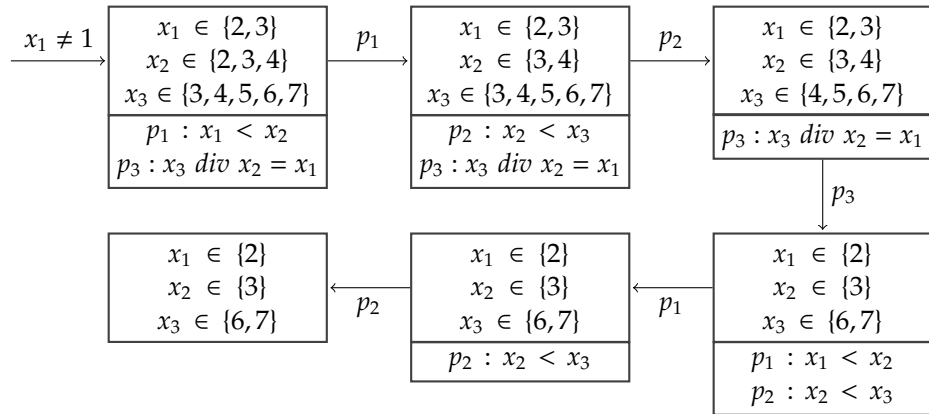 x₁ ≠ 1
x₁ ∈ {2, 3}
x₂ ∈ {2, 3, 4}
x₃ ∈ {3, 4, 5, 6, 7}
p₁ : x₁ < x₂
p₃ : x₃ div x₂ = x₁
p₁
x₁ ∈ {2, 3}
x₂ ∈ {3, 4}
x₃ ∈ {3, 4, 5, 6, 7}
p₂ : x₂ < x₃
p₃ : x₃ div x₂ = x₁
p₂
x₁ ∈ {2, 3}
x₂ ∈ {3, 4}
x₃ ∈ {4, 5, 6, 7}
p₃ : x₃ div x₂ = x₁
p₃
x₁ ∈ {2}
x₂ ∈ {3}
x₃ ∈ {6, 7}
p₁ : x₁ < x₂
p₂ : x₂ < x₃
p₁
x₁ ∈ {2}
x₂ ∈ {3}
x₃ ∈ {6, 7}
p₂ : x₂ < x₃
p₂
x₁ ∈ {2}
x₂ ∈ {3}
x₃ ∈ {6, 7}